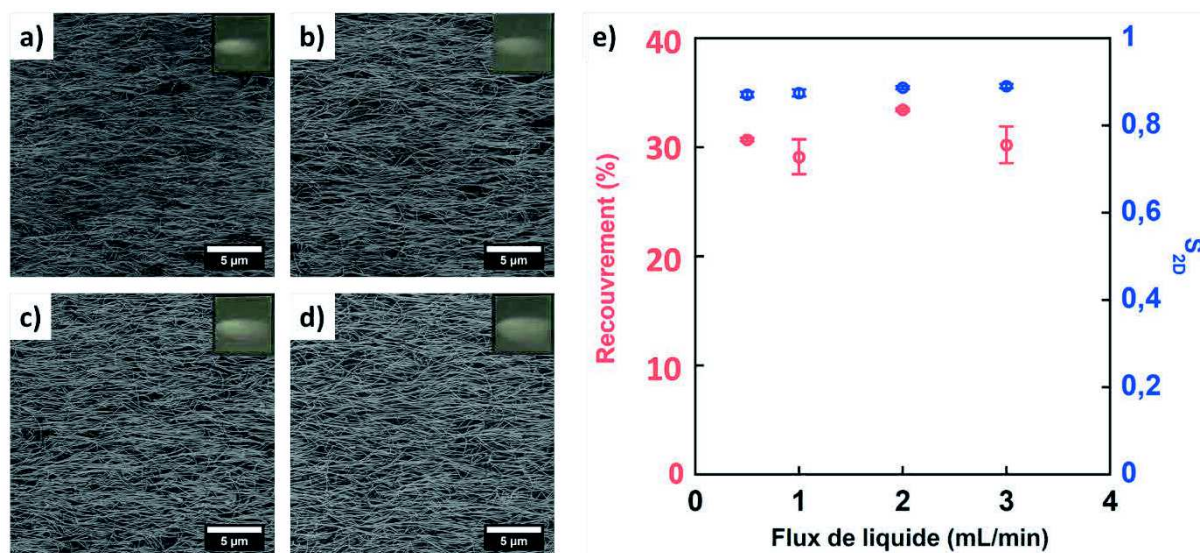 a)
b)
5 µm
5 µm
c)
d)
5 µm
5 µm
e)
40
30
20
10
0
Recouvrement (%)
1
0,8
0,6
0,4
0,2
0
S2D
0
1
2
3
4
Flux de liquide (mL/min)